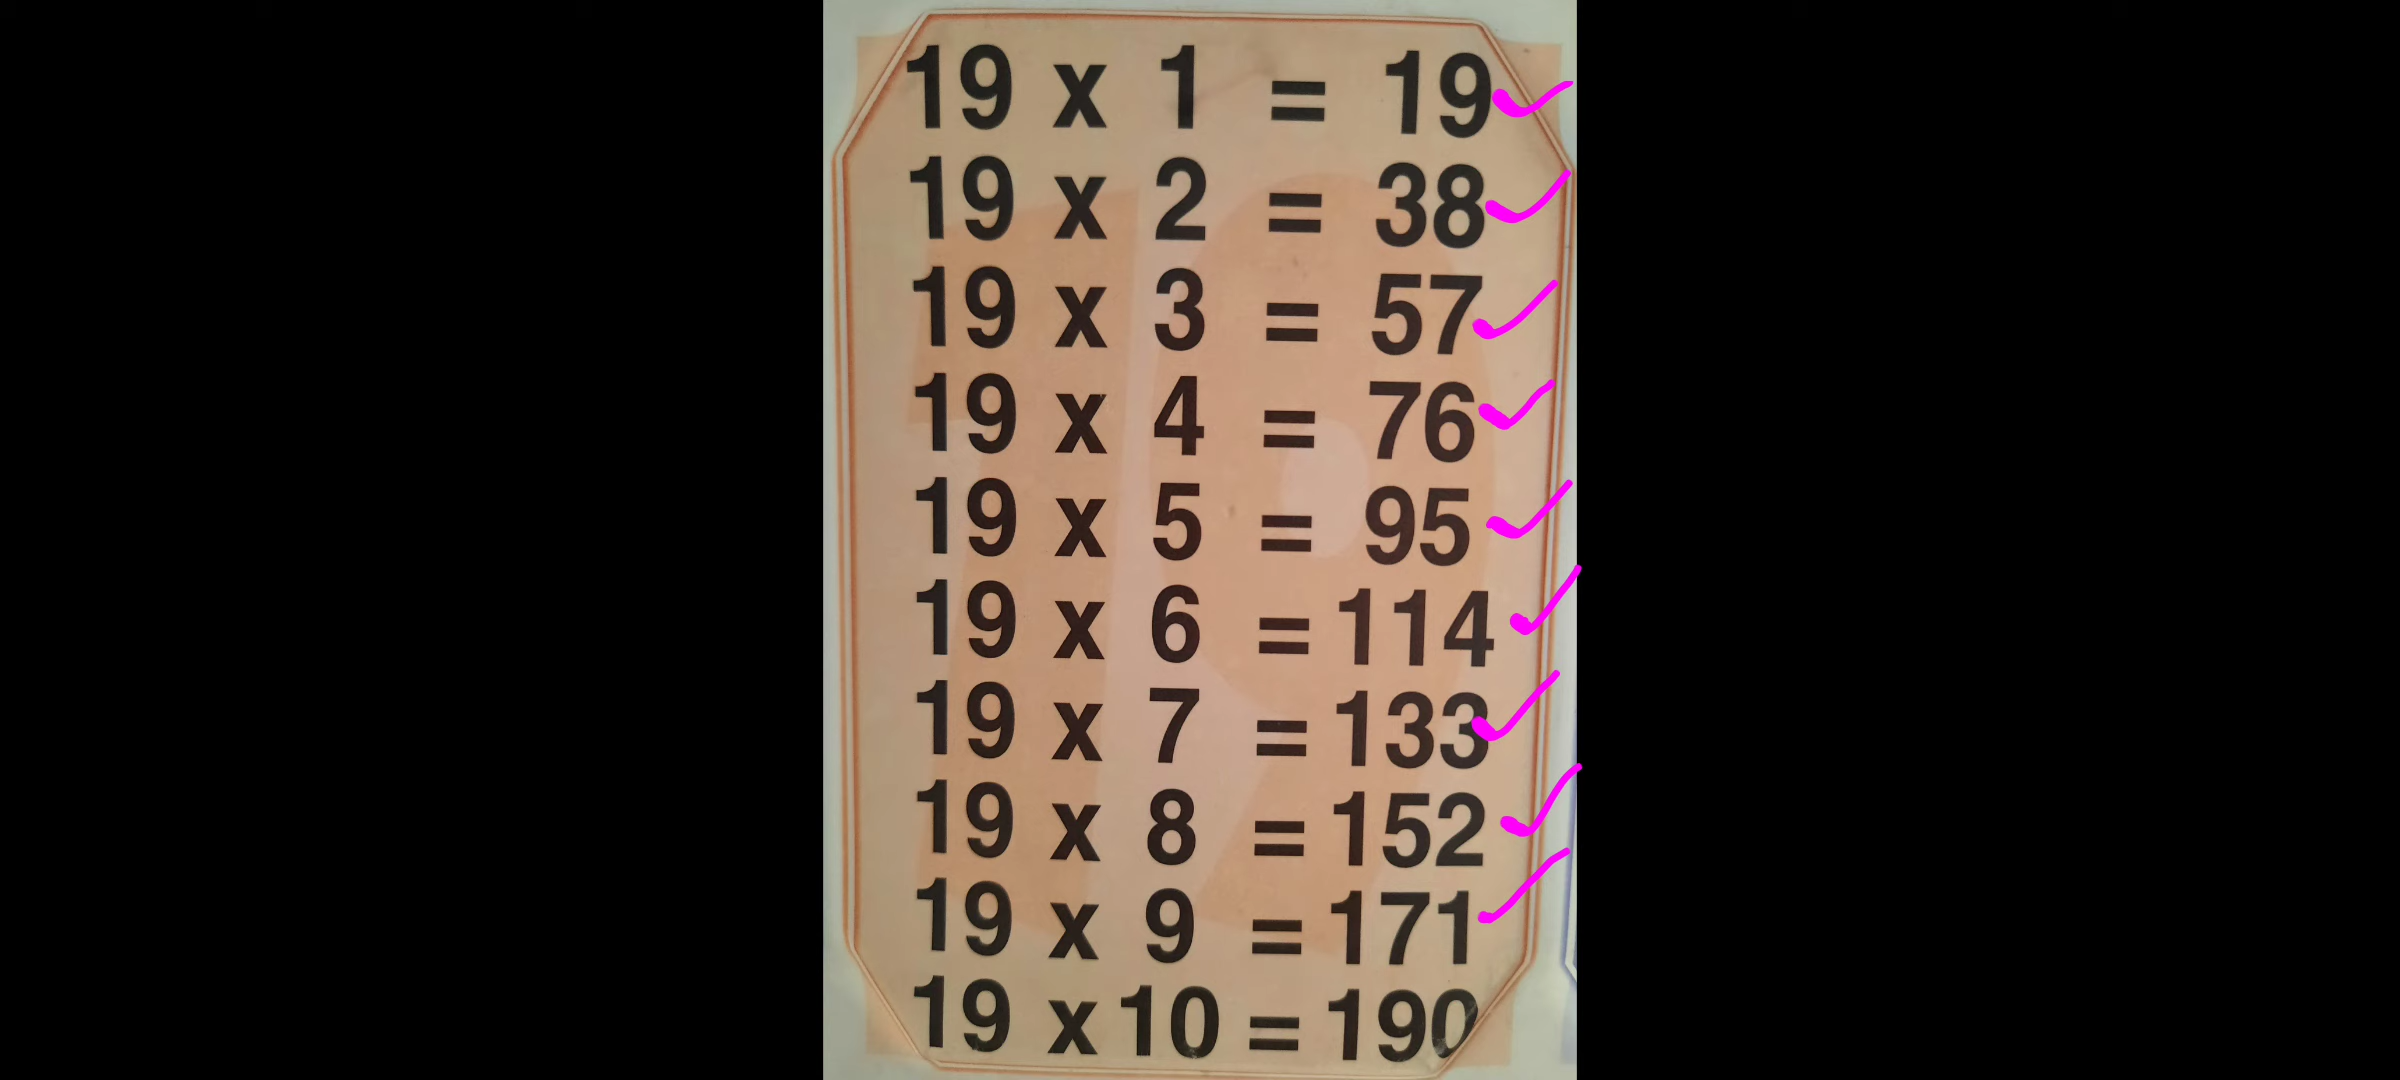 19 x 1 = 19
19 x 2 = 38
19 x 3 = 57
19 x 4 = 76
19 x 5 = 95
19 x 6 = 114
19 x 7 = 133
19 x 8 = 152
19 x 9 = 171
19 x 10 = 190